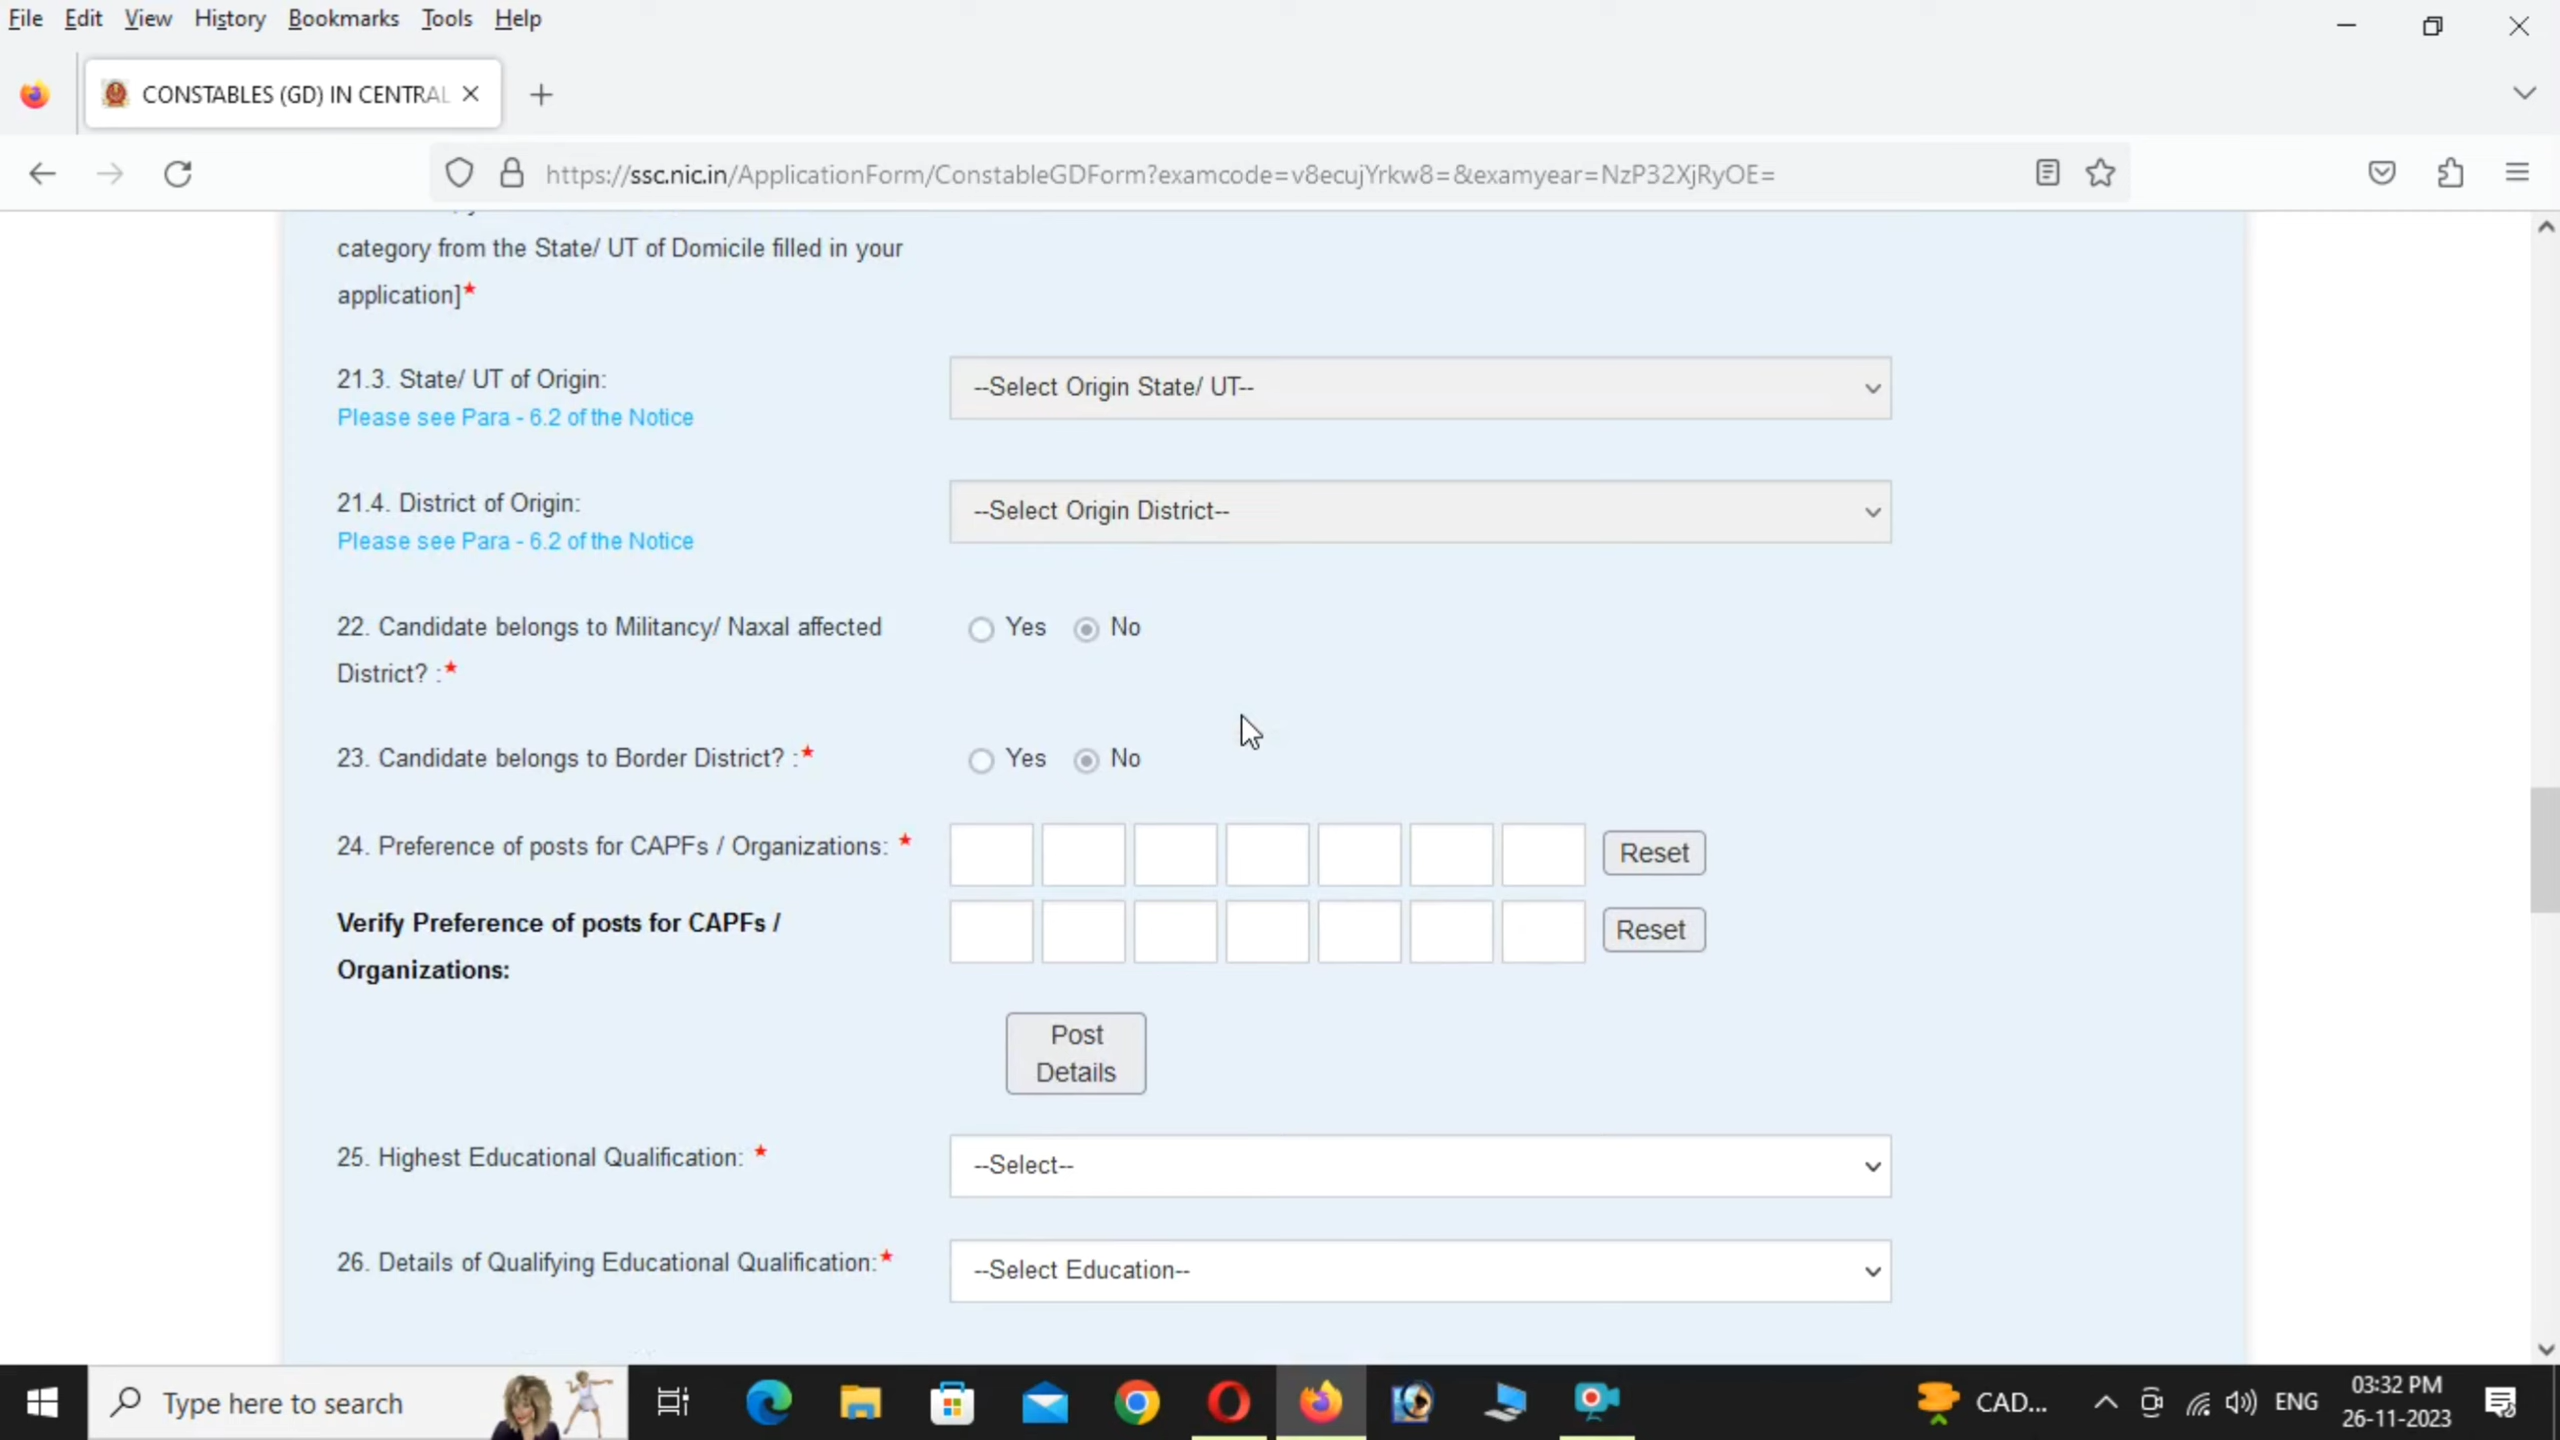 File Edit View History Bookmarks Tools Help
CONSTABLES (GD) IN CENTRAL
https://ssc.nic.in/ApplicationForm/ConstableGDForm?examcode=v8ecujYrkw8=&examyear=NzP32XjRyOE=
category from the State/ UT of Domicile filled in your
application]*
21.3. State/ UT of Origin:
--Select Origin State/ UT--
Please see Para - 6.2 of the Notice
21.4. District of Origin:
--Select Origin District--
Please see Para - 6.2 of the Notice
22. Candidate belongs to Militancy/ Naxal affected
District? :*
Yes No
23. Candidate belongs to Border District? :*
Yes No
24. Preference of posts for CAPFs / Organizations: *
Reset
Verify Preference of posts for CAPFs /
Organizations:
Reset
Post
Details
25. Highest Educational Qualification: *
--Select--
26. Details of Qualifying Educational Qualification:*
--Select Education--
Type here to search
CAD...
ENG
03:32 PM
26-11-2023